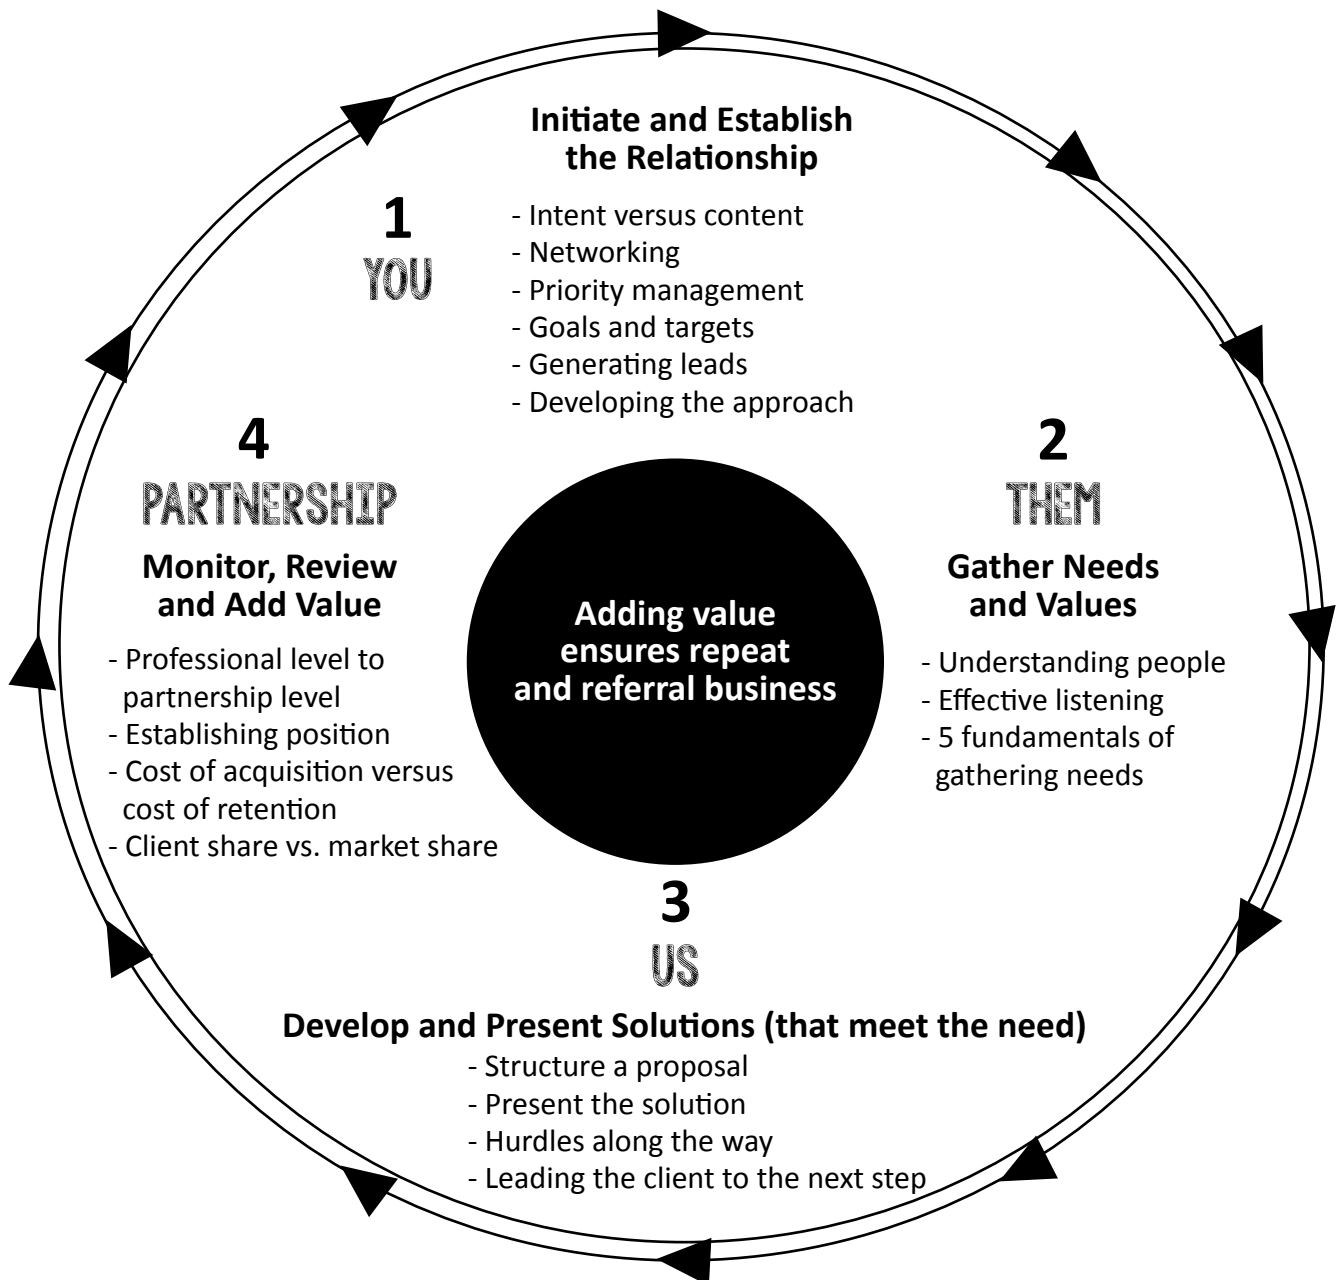 1
YOU
Initiate and Establish
the Relationship
- Intent versus content
- Networking
- Priority management
- Goals and targets
- Generating leads
- Developing the approach
2
THEM
Gather Needs
and Values
- Understanding people
- Effective listening
- 5 fundamentals of
gathering needs
3
US
Develop and Present Solutions (that meet the need)
- Structure a proposal
- Present the solution
- Hurdles along the way
- Leading the client to the next step
4
PARTNERSHIP
Monitor, Review
and Add Value
- Professional level to
partnership level
- Establishing position
- Cost of acquisition versus
cost of retention
- Client share vs. market share
Adding value
ensures repeat
and referral business